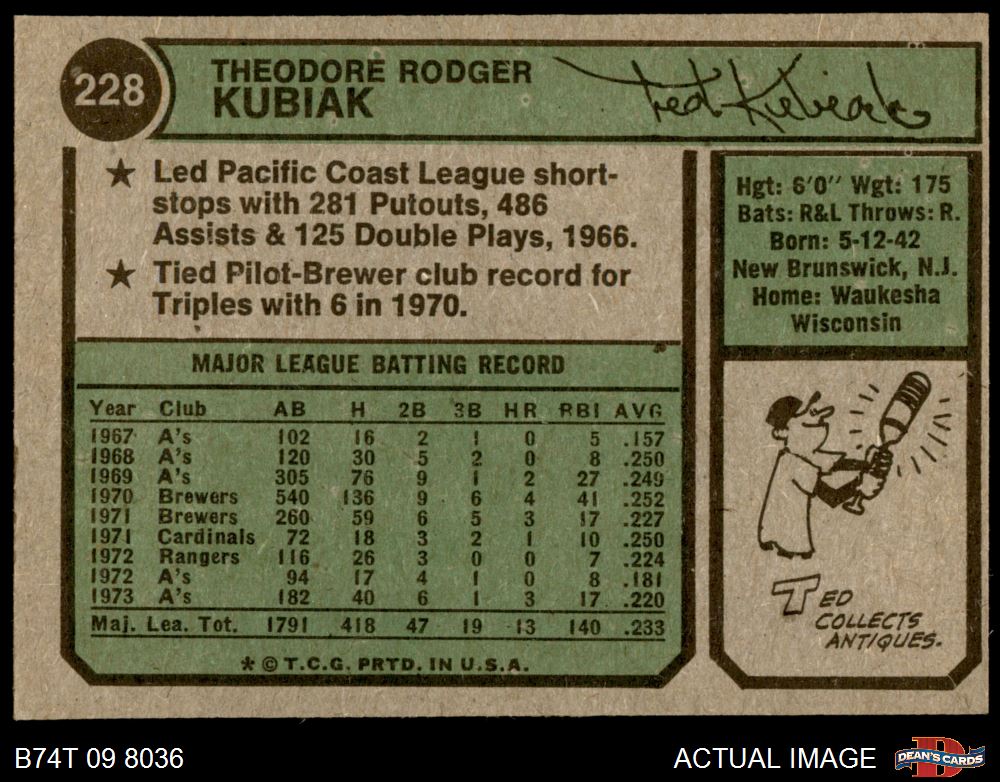 228
THEODORE RODGER
KUBIAK
Ted Kubiak
★ Led Pacific Coast League short-
stops with 281 Putouts, 486
Assists & 125 Double Plays, 1966.
★ Tied Pilot-Brewer club record for
Triples with 6 in 1970.
Hgt: 6'0" Wgt: 175
Bats: R&L Throws: R.
Born: 5-12-42
New Brunswick, N.J.
Home: Waukesha
Wisconsin
MAJOR LEAGUE BATTING RECORD
Year Club AB H 2B 3B HR RBI AVG
1967 A's 102 16 2 1 0 5 .157
1968 A's 120 30 5 2 0 8 .250
1969 A's 305 76 9 1 2 27 .249
1970 Brewers 540 136 9 6 4 41 .252
1971 Brewers 260 59 6 5 3 17 .227
1971 Cardinals 72 18 3 2 1 10 .250
1972 Rangers 116 26 3 0 0 7 .224
1972 A's 94 17 4 1 0 8 .181
1973 A's 182 40 6 1 3 17 .220
Maj. Lea. Tot. 1791 418 47 19 13 140 .233
* © T.C.G. PRTD. IN U.S.A.
TED
COLLECTS
ANTIQUES.
B74T 09 8036
ACTUAL IMAGE
D
DEAN'S CARDS